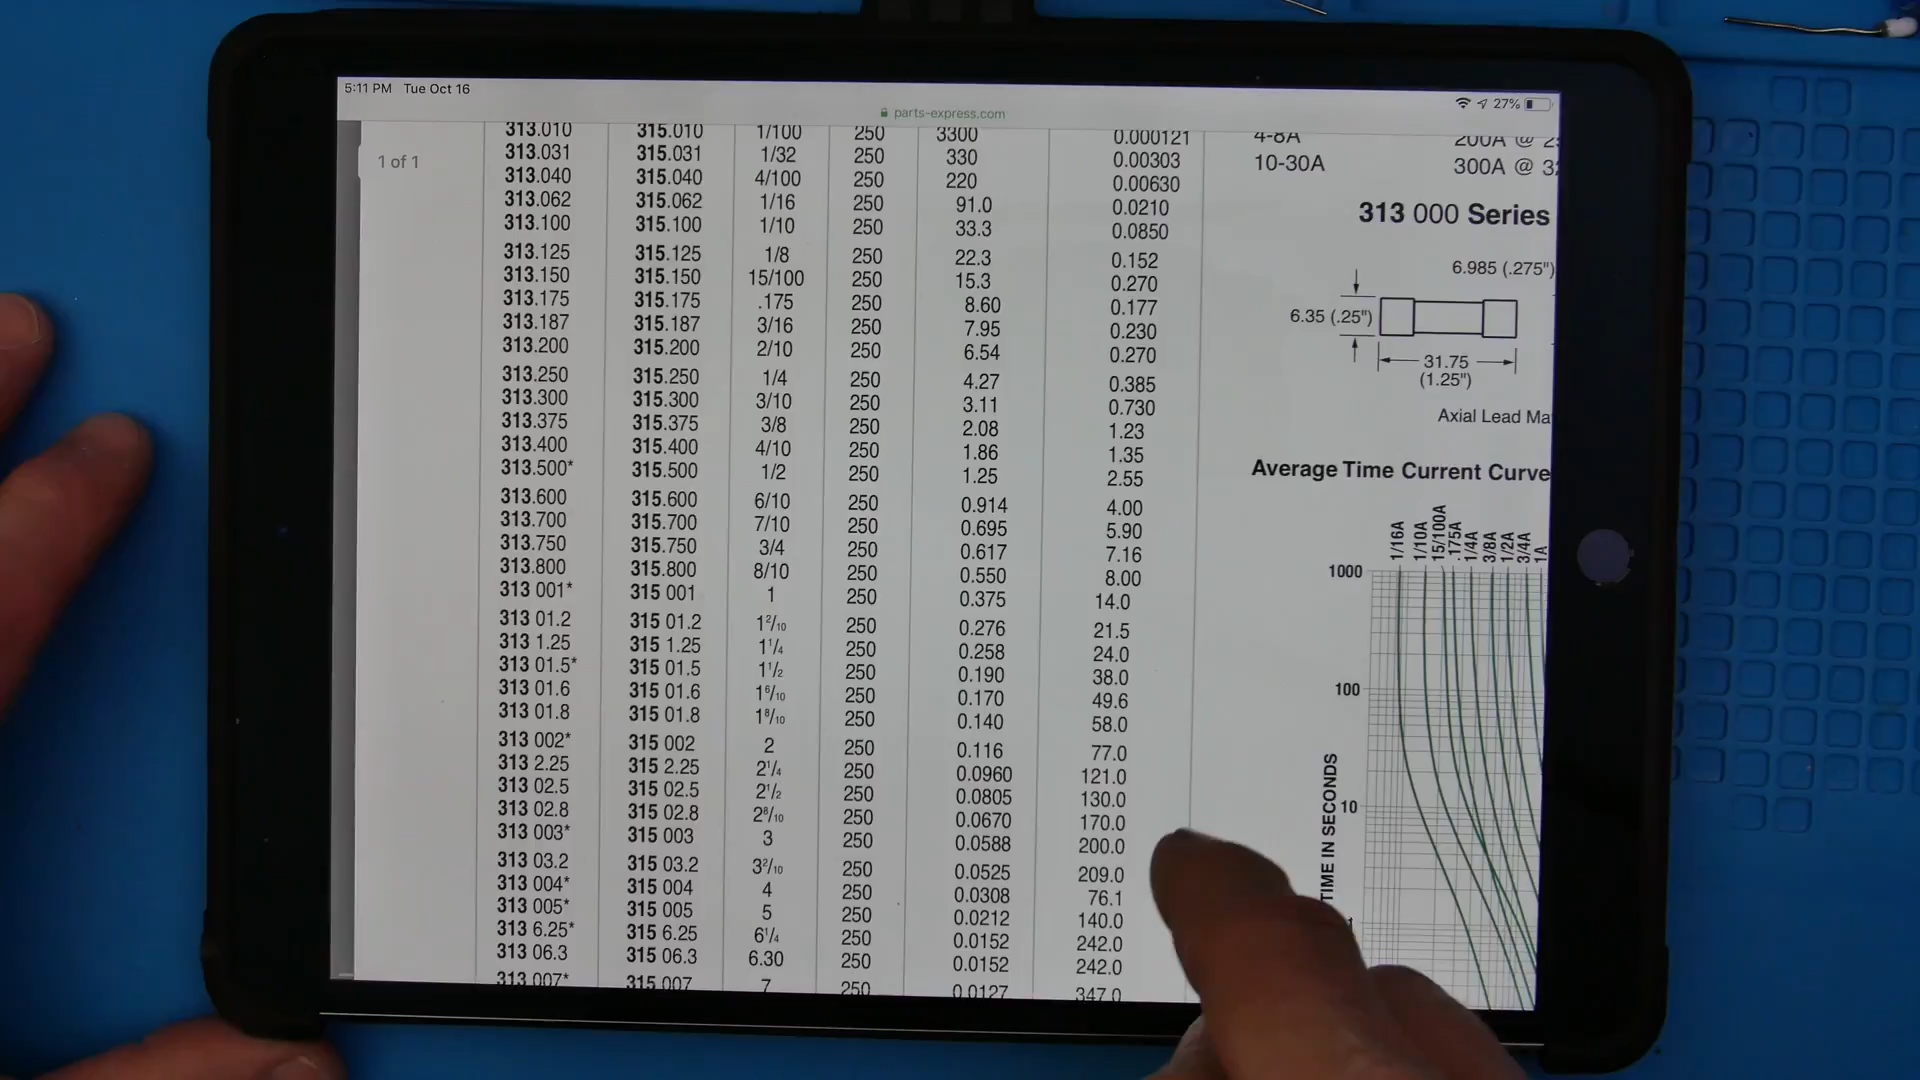 5:11 PM Tue Oct 16
27%
parts-express.com
1 of 1
313.010 315.010 1/100 250 3300 0.000121
313.031 315.031 1/32 250 330 0.00303
313.040 315.040 4/100 250 220 0.00630
313.062 315.062 1/16 250 91.0 0.0210
313.100 315.100 1/10 250 33.3 0.0850
313.125 315.125 1/8 250 22.3 0.152
313.150 315.150 15/100 250 15.3 0.270
313.175 315.175 .175 250 8.60 0.177
313.187 315.187 3/16 250 7.95 0.230
313.200 315.200 2/10 250 6.54 0.270
313.250 315.250 1/4 250 4.27 0.385
313.300 315.300 3/10 250 3.11 0.730
313.375 315.375 3/8 250 2.08 1.23
313.400 315.400 4/10 250 1.86 1.35
313.500* 315.500 1/2 250 1.25 2.55
313.600 315.600 6/10 250 0.914 4.00
313.700 315.700 7/10 250 0.695 5.90
313.750 315.750 3/4 250 0.617 7.16
313.800 315.800 8/10 250 0.550 8.00
313 001* 315 001 1 250 0.375 14.0
313 01.2 315 01.2 1²/₁₀ 250 0.276 21.5
313 1.25 315 1.25 1¹/₄ 250 0.258 24.0
313 01.5* 315 01.5 1¹/₂ 250 0.190 38.0
313 01.6 315 01.6 1⁶/₁₀ 250 0.170 49.6
313 01.8 315 01.8 1⁸/₁₀ 250 0.140 58.0
313 002* 315 002 2 250 0.116 77.0
313 2.25 315 2.25 2¹/₄ 250 0.0960 121.0
313 02.5 315 02.5 2¹/₂ 250 0.0805 130.0
313 02.8 315 02.8 2⁸/₁₀ 250 0.0670 170.0
313 003* 315 003 3 250 0.0588 200.0
313 03.2 315 03.2 3²/₁₀ 250 0.0525 209.0
313 004* 315 004 4 250 0.0308 76.1
313 005* 315 005 5 250 0.0212 140.0
313 6.25* 315 6.25 6¹/₄ 250 0.0152 242.0
313 06.3 315 06.3 6.30 250 0.0152 242.0
313 007* 315 007 7 250 0.0127 347.0
4-8A 200A @
10-30A 300A @
313 000 Series
6.985 (.275")
6.35 (.25")
31.75
(1.25")
Axial Lead
Average Time Current Curve
1/16A 1/10A 15/100A .175A 1/4A 3/8A 1/2A 3/4A 1A
1000
100
10
1
TIME IN SECONDS